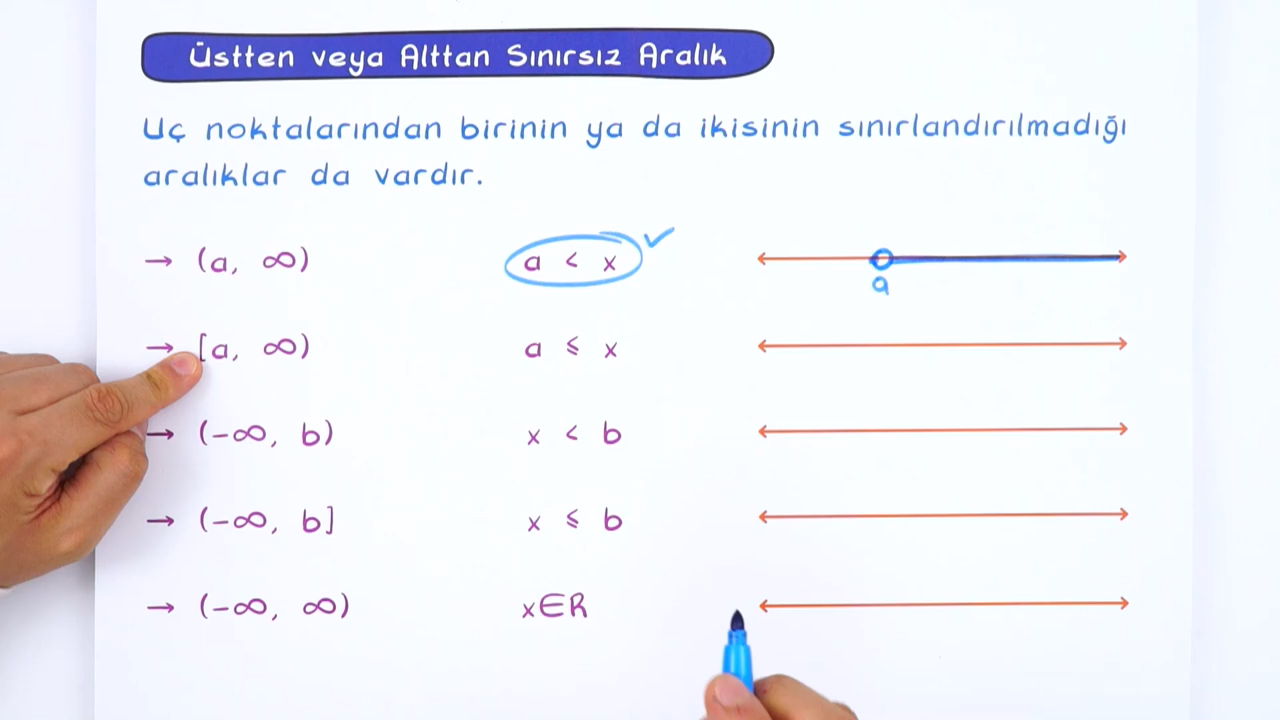 Üstten veya Alttan Sınırsız Aralık
Uç noktalarından birinin ya da ikisinin sınırlandırılmadığı
aralıklar da vardır.
→ (a, ∞) a < x ✓
a
→ [a, ∞) a ⩽ x
→ (-∞, b) x < b
→ (-∞, b] x ⩽ b
→ (-∞, ∞) x∈R